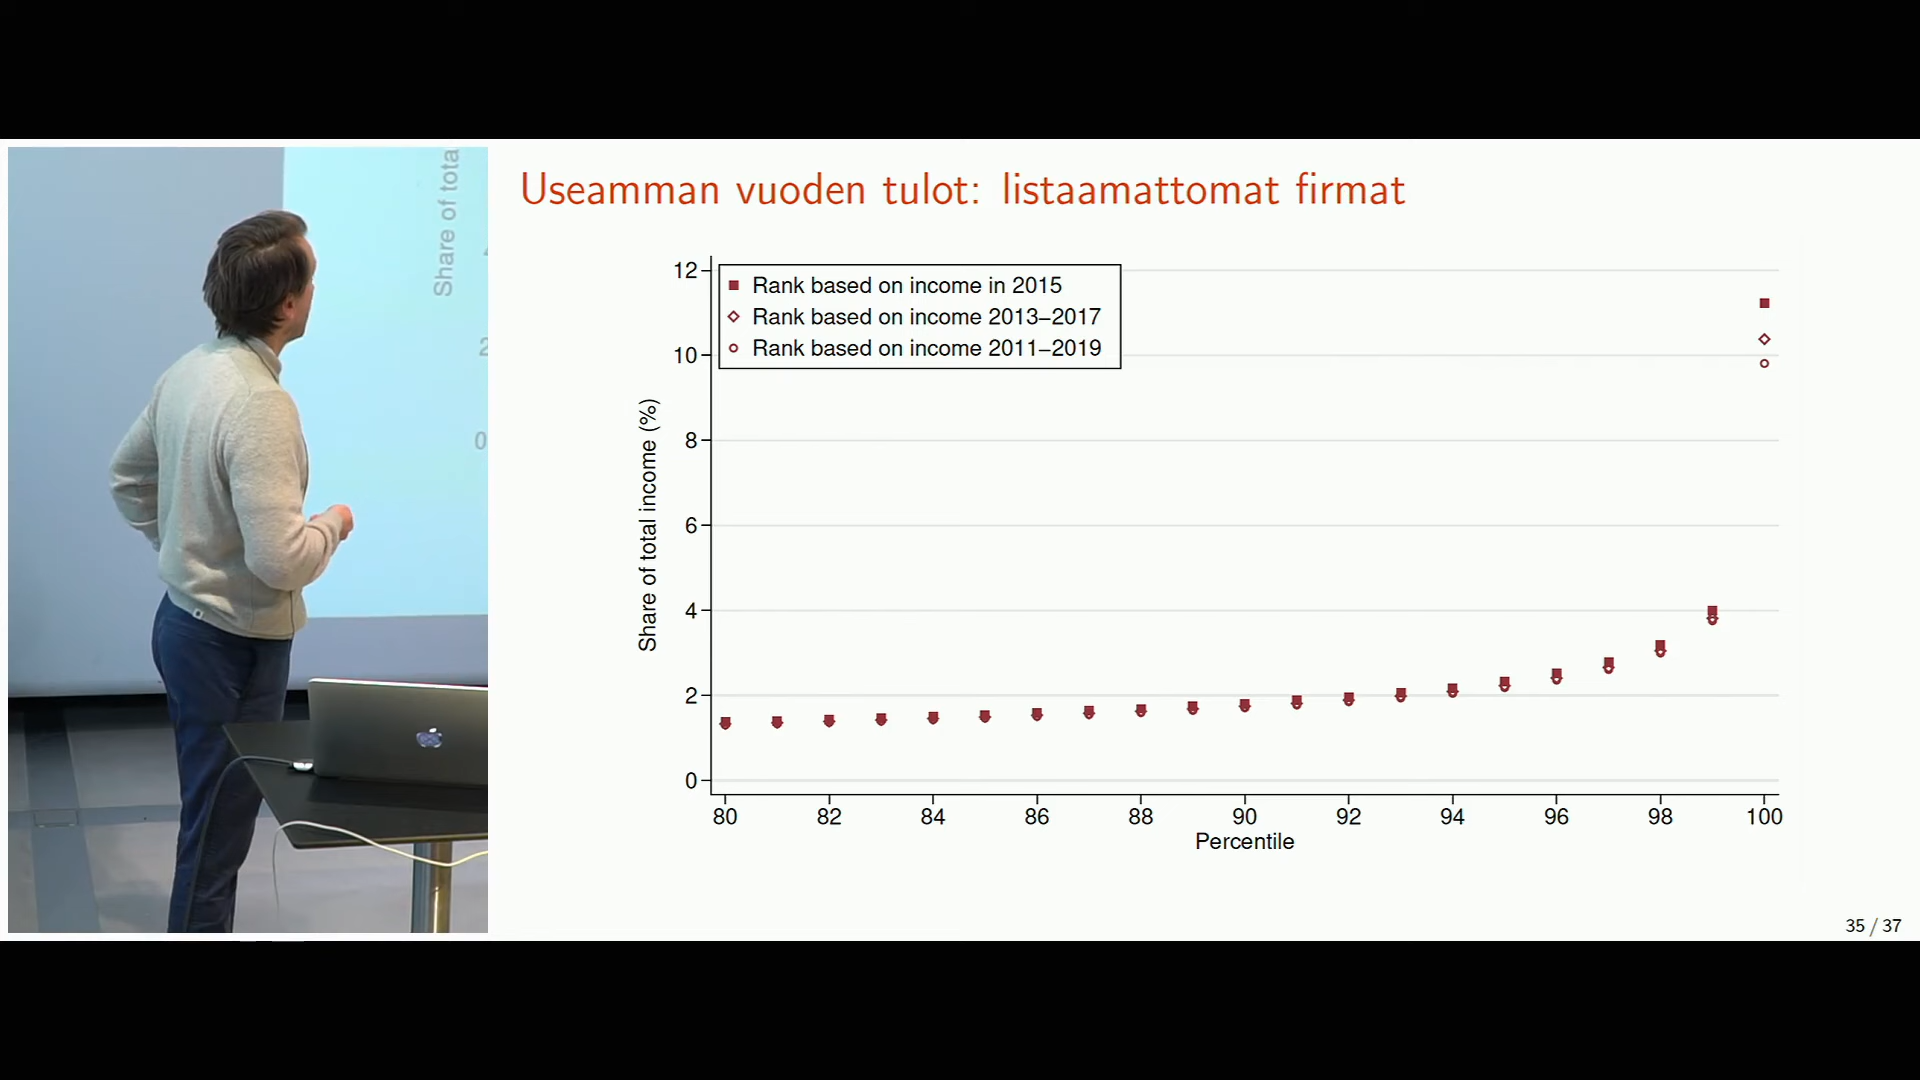 Share of tota
2
0
Useamman vuoden tulot: listaamattomat firmat
Rank based on income in 2015
Rank based on income 2013–2017
Rank based on income 2011–2019
12
10
8
6
4
2
0
Share of total income (%)
80 82 84 86 88 90 92 94 96 98 100
Percentile
35 / 37